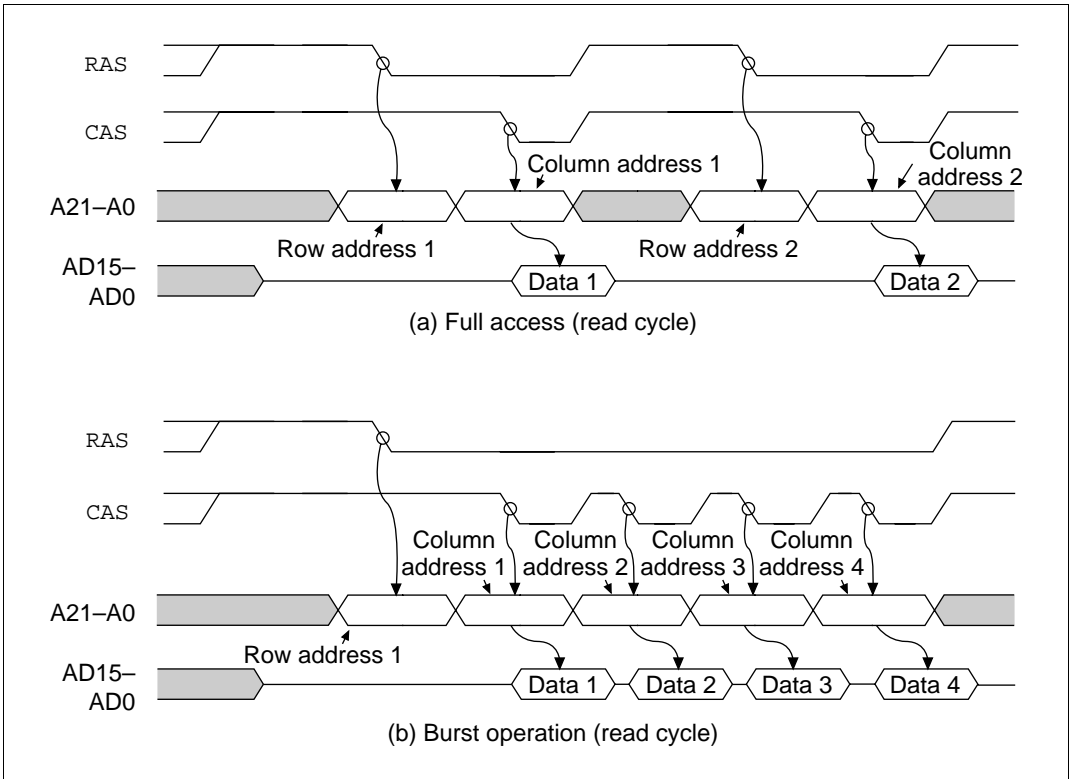 RAS
CAS
Column address 1
Column
address 2
A21–A0
Row address 1
Row address 2
AD15–
AD0
Data 1
Data 2
(a) Full access (read cycle)
RAS
CAS
Column
address 1
Column
address 2
Column
address 3
Column
address 4
A21–A0
Row address 1
AD15–
AD0
Data 1
Data 2
Data 3
Data 4
(b) Burst operation (read cycle)